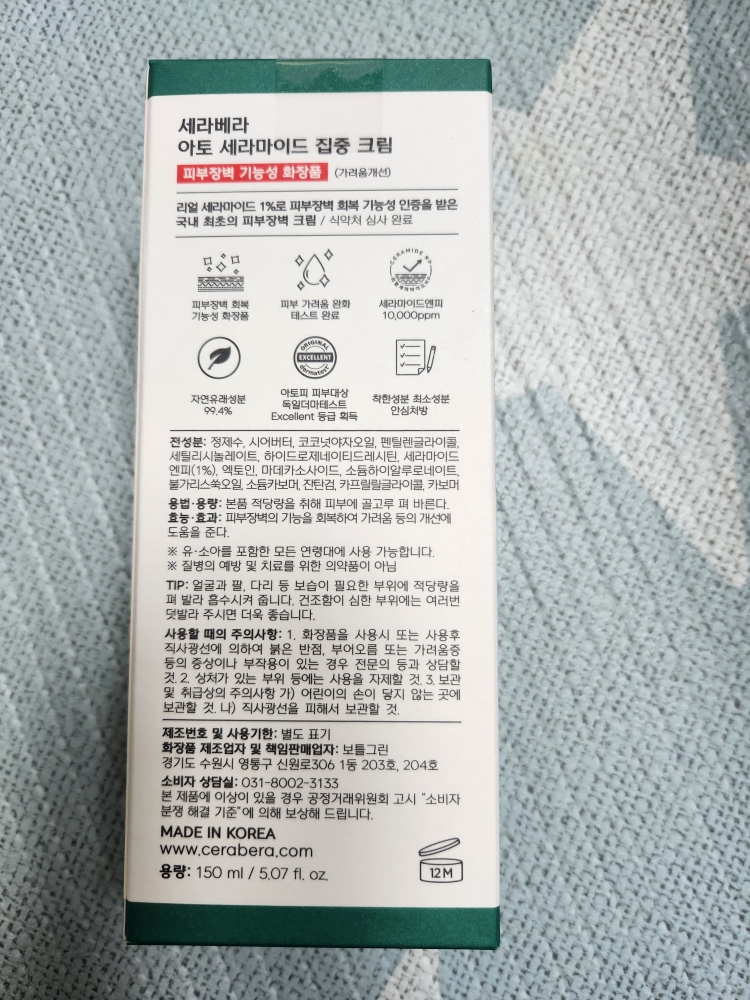 세라베라
아토 세라마이드 집중 크림
피부장벽 기능성 화장품 (가려움개선)
리얼 세라마이드 1%로 피부장벽 회복 기능성 인증을 받은
국내 최초의 피부장벽 크림 / 식약처 심사 완료
CERAMIDE NP
피부장벽 회복
기능성 화장품
피부 가려움 완화
테스트 완료
세라마이드엔피
10,000ppm
ORIGINAL
EXCELLENT
dermatest
자연유래성분
99.4%
아토피 피부대상
독일더마테스트
Excellent 등급 획득
착한성분 최소성분
안심처방
전성분: 정제수, 시어버터, 코코넛야자오일, 펜틸렌글라이콜,
세틸리시놀레이트, 하이드로제네이티드레시틴, 세라마이드
엔피(1%), 엑토인, 마데카소사이드, 소듐하이알루로네이트,
불가리스쑥오일, 소듐카보머, 잔탄검, 카프릴릴글라이콜, 카보머
용법·용량: 본품 적당량을 취해 피부에 골고루 펴 바른다.
효능·효과: 피부장벽의 기능을 회복하여 가려움 등의 개선에
도움을 준다.
※ 유·소아를 포함한 모든 연령대에 사용 가능합니다.
※ 질병의 예방 및 치료를 위한 의약품이 아님
TIP: 얼굴과 팔, 다리 등 보습이 필요한 부위에 적당량을
펴 발라 흡수시켜 줍니다. 건조함이 심한 부위에는 여러번
덧발라 주시면 더욱 좋습니다.
사용할 때의 주의사항: 1. 화장품을 사용시 또는 사용후
직사광선에 의하여 붉은 반점, 부어오름 또는 가려움증
등의 증상이나 부작용이 있는 경우 전문의 등과 상담할
것. 2. 상처가 있는 부위 등에는 사용을 자제할 것. 3. 보관
및 취급상의 주의사항 가) 어린이의 손이 닿지 않는 곳에
보관할 것. 나) 직사광선을 피해서 보관할 것.
제조번호 및 사용기한: 별도 표기
화장품 제조업자 및 책임판매업자: 보틀그린
경기도 수원시 영통구 신원로306 1동 203호, 204호
소비자 상담실: 031-8002-3133
본 제품에 이상이 있을 경우 공정거래위원회 고시 “소비자
분쟁 해결 기준”에 의해 보상해 드립니다.
MADE IN KOREA
www.cerabera.com
용량: 150 ml / 5.07 fl. oz.
12M